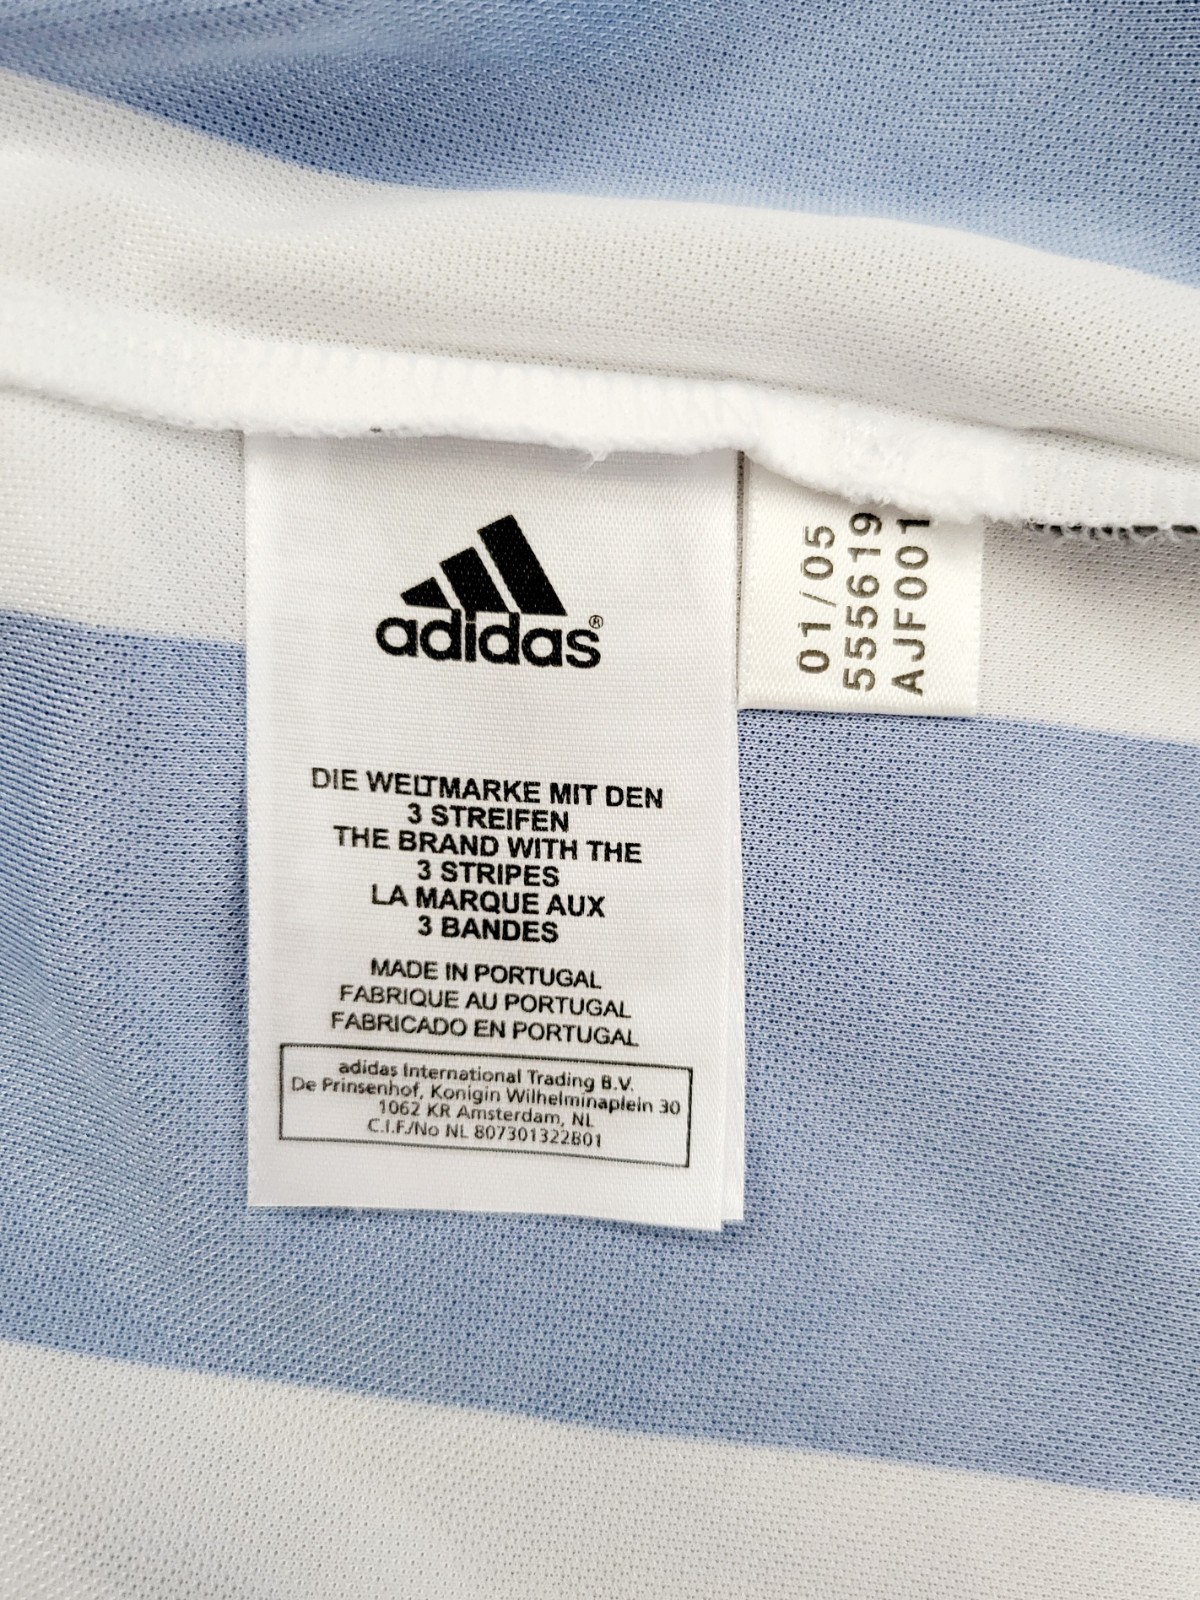 adidas®
DIE WELTMARKE MIT DEN
3 STREIFEN
THE BRAND WITH THE
3 STRIPES
LA MARQUE AUX
3 BANDES
MADE IN PORTUGAL
FABRIQUE AU PORTUGAL
FABRICADO EN PORTUGAL
adidas International Trading B.V.
De Prinsenhof, Konigin Wilhelminaplein 30
1062 KR Amsterdam, NL
C.I.F./No NL 807301322B01
01/05
555619
AJF001